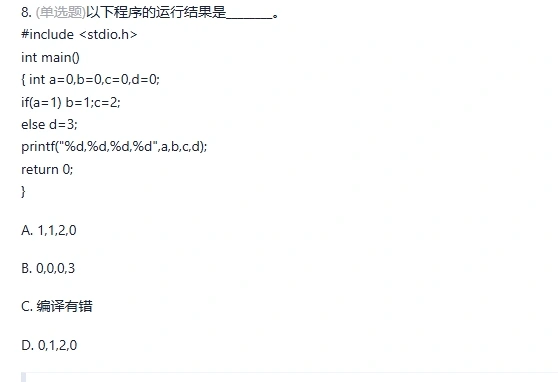 8. (单选题)以下程序的运行结果是______。
#include <stdio.h>
int main()
{ int a=0,b=0,c=0,d=0;
if(a=1) b=1;c=2;
else d=3;
printf("%d,%d,%d,%d",a,b,c,d);
return 0;
}
A. 1,1,2,0
B. 0,0,0,3
C. 编译有错
D. 0,1,2,0